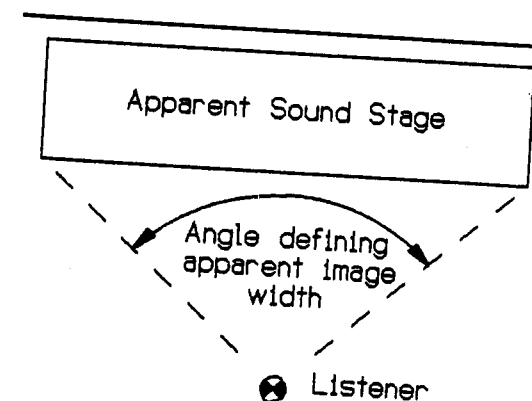 Apparent Sound Stage
Angle defining
apparent image
width
Listener